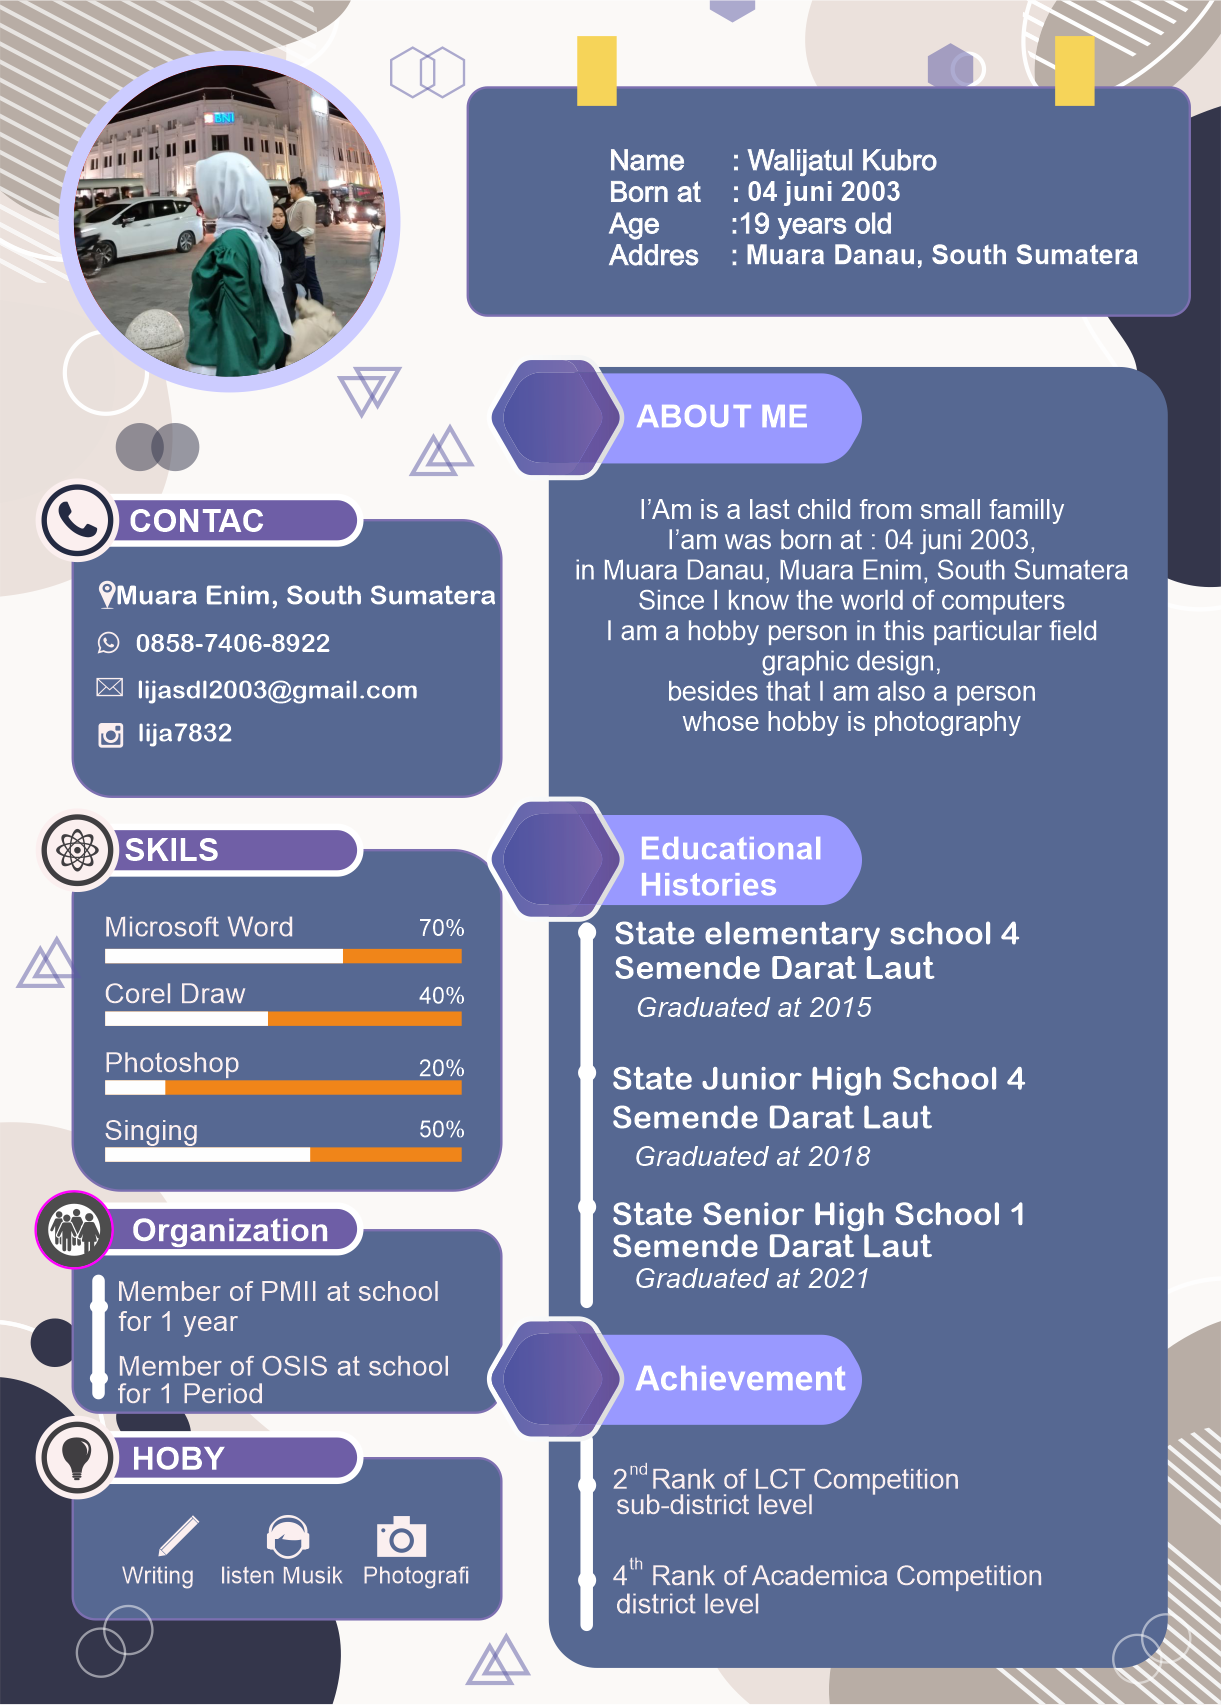 BNI
Name : Walijatul Kubro
Born at : 04 juni 2003
Age :19 years old
Addres : Muara Danau, South Sumatera
ABOUT ME
I'Am is a last child from small familly
I'am was born at : 04 juni 2003,
in Muara Danau, Muara Enim, South Sumatera
Since I know the world of computers
I am a hobby person in this particular field
graphic design,
besides that I am also a person
whose hobby is photography
CONTAC
Muara Enim, South Sumatera
0858-7406-8922
lijasdl2003@gmail.com
lija7832
SKILS
Microsoft Word 70%
Corel Draw 40%
Photoshop 20%
Singing 50%
Educational
Histories
State elementary school 4
Semende Darat Laut
Graduated at 2015
State Junior High School 4
Semende Darat Laut
Graduated at 2018
State Senior High School 1
Semende Darat Laut
Graduated at 2021
Organization
Member of PMII at school
for 1 year
Member of OSIS at school
for 1 Period
HOBY
Writing listen Musik Photografi
Achievement
2nd Rank of LCT Competition
sub-district level
4th Rank of Academica Competition
district level